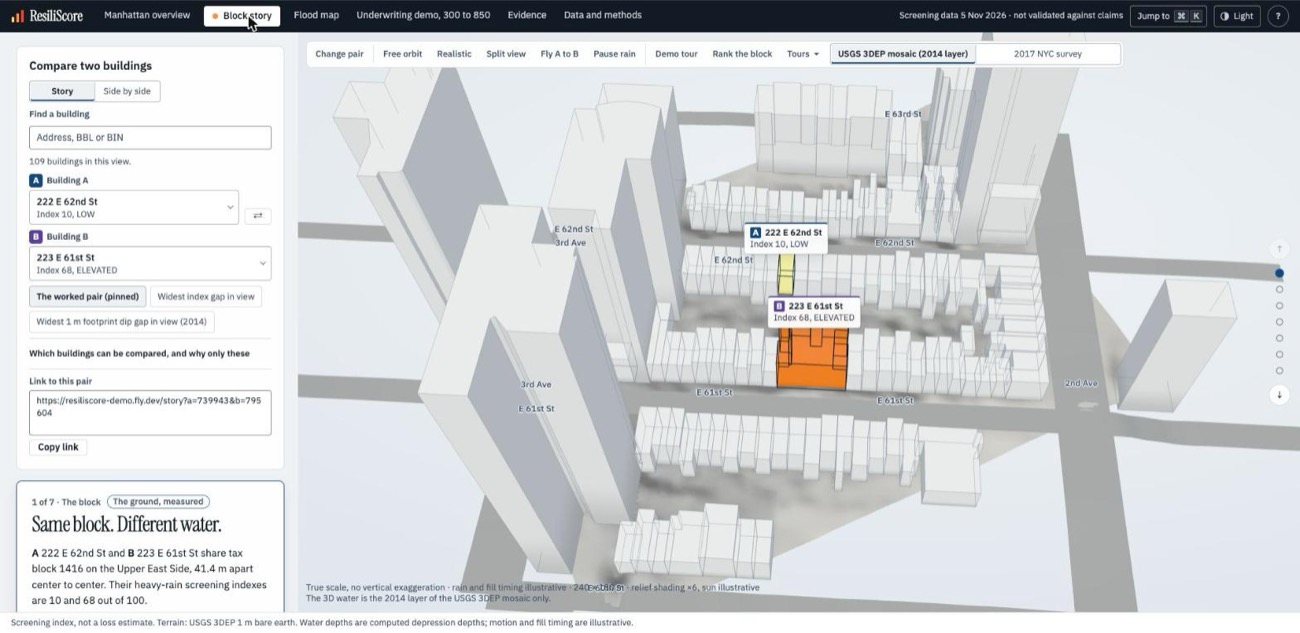 ResiliScore
Manhattan overview
Block story
Flood map
Underwriting demo, 300 to 850
Evidence
Data and methods
Screening data 5 Nov 2026 · not validated against claims
Jump to ⌘ K
Light
?
Compare two buildings
Story
Side by side
Find a building
Address, BBL or BIN
109 buildings in this view.
A Building A
222 E 62nd St
Index 10, LOW
B Building B
223 E 61st St
Index 68, ELEVATED
The worked pair (pinned)
Widest index gap in view
Widest 1 m footprint dip gap in view (2014)
Which buildings can be compared, and why only these
Link to this pair
https://resiliscore-demo.fly.dev/story?a=739943&b=795
604
Copy link
1 of 7 · The block
The ground, measured
Same block. Different water.
A 222 E 62nd St and B 223 E 61st St share tax
block 1416 on the Upper East Side, 41.4 m apart
center to center. Their heavy-rain screening indexes
are 10 and 68 out of 100.
Change pair
Free orbit
Realistic
Split view
Fly A to B
Pause rain
Demo tour
Rank the block
Tours
USGS 3DEP mosaic (2014 layer)
2017 NYC survey
E 63rd St
E 62nd St
3rd Ave
A 222 E 62nd St
Index 10, LOW
E 62nd St
E 62nd St
B 223 E 61st St
Index 68, ELEVATED
3rd Ave
2nd Ave
E 61st St
E 61st St
E 61st St
True scale, no vertical exaggeration · rain and fill timing illustrative · relief shading ×6, sun illustrative
The 3D water is the 2014 layer of the USGS 3DEP mosaic only.
Screening index, not a loss estimate. Terrain: USGS 3DEP 1 m bare earth. Water depths are computed depression depths; motion and fill timing are illustrative.